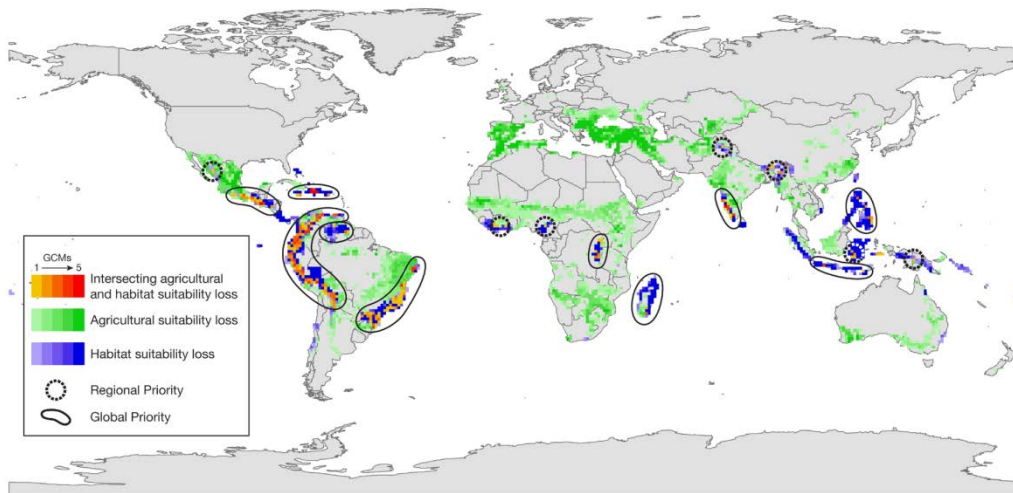 GCMs
1 5
Intersecting agricultural
and habitat suitability loss
Agricultural suitability loss
Habitat suitability loss
Regional Priority
Global Priority